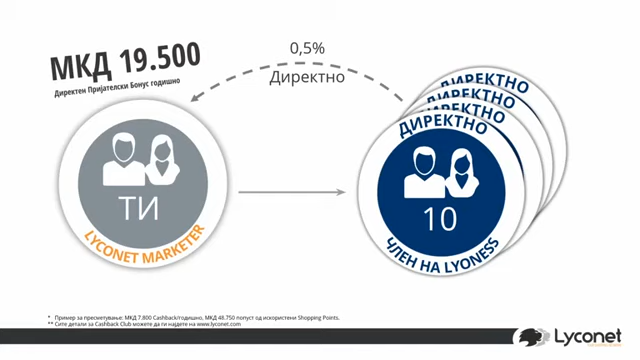 МКД 19.500
Директен Пријателски Бонус годишно
0,5%
Директно
ТИ
LYCONET MARKETER
ДИРЕКТНО
ДИРЕКТНО
ДИРЕКТНО
ДИРЕКТНО
10
ЧЛЕН НА LYONESS
* Пример за пресметување: МКД 7.800 Cashback/годишно, МКД 48.750 попуст од искористени Shopping Points.
** Сите детали за Cashback Club можете да ги најдете на www.lyconet.com
Lyconet